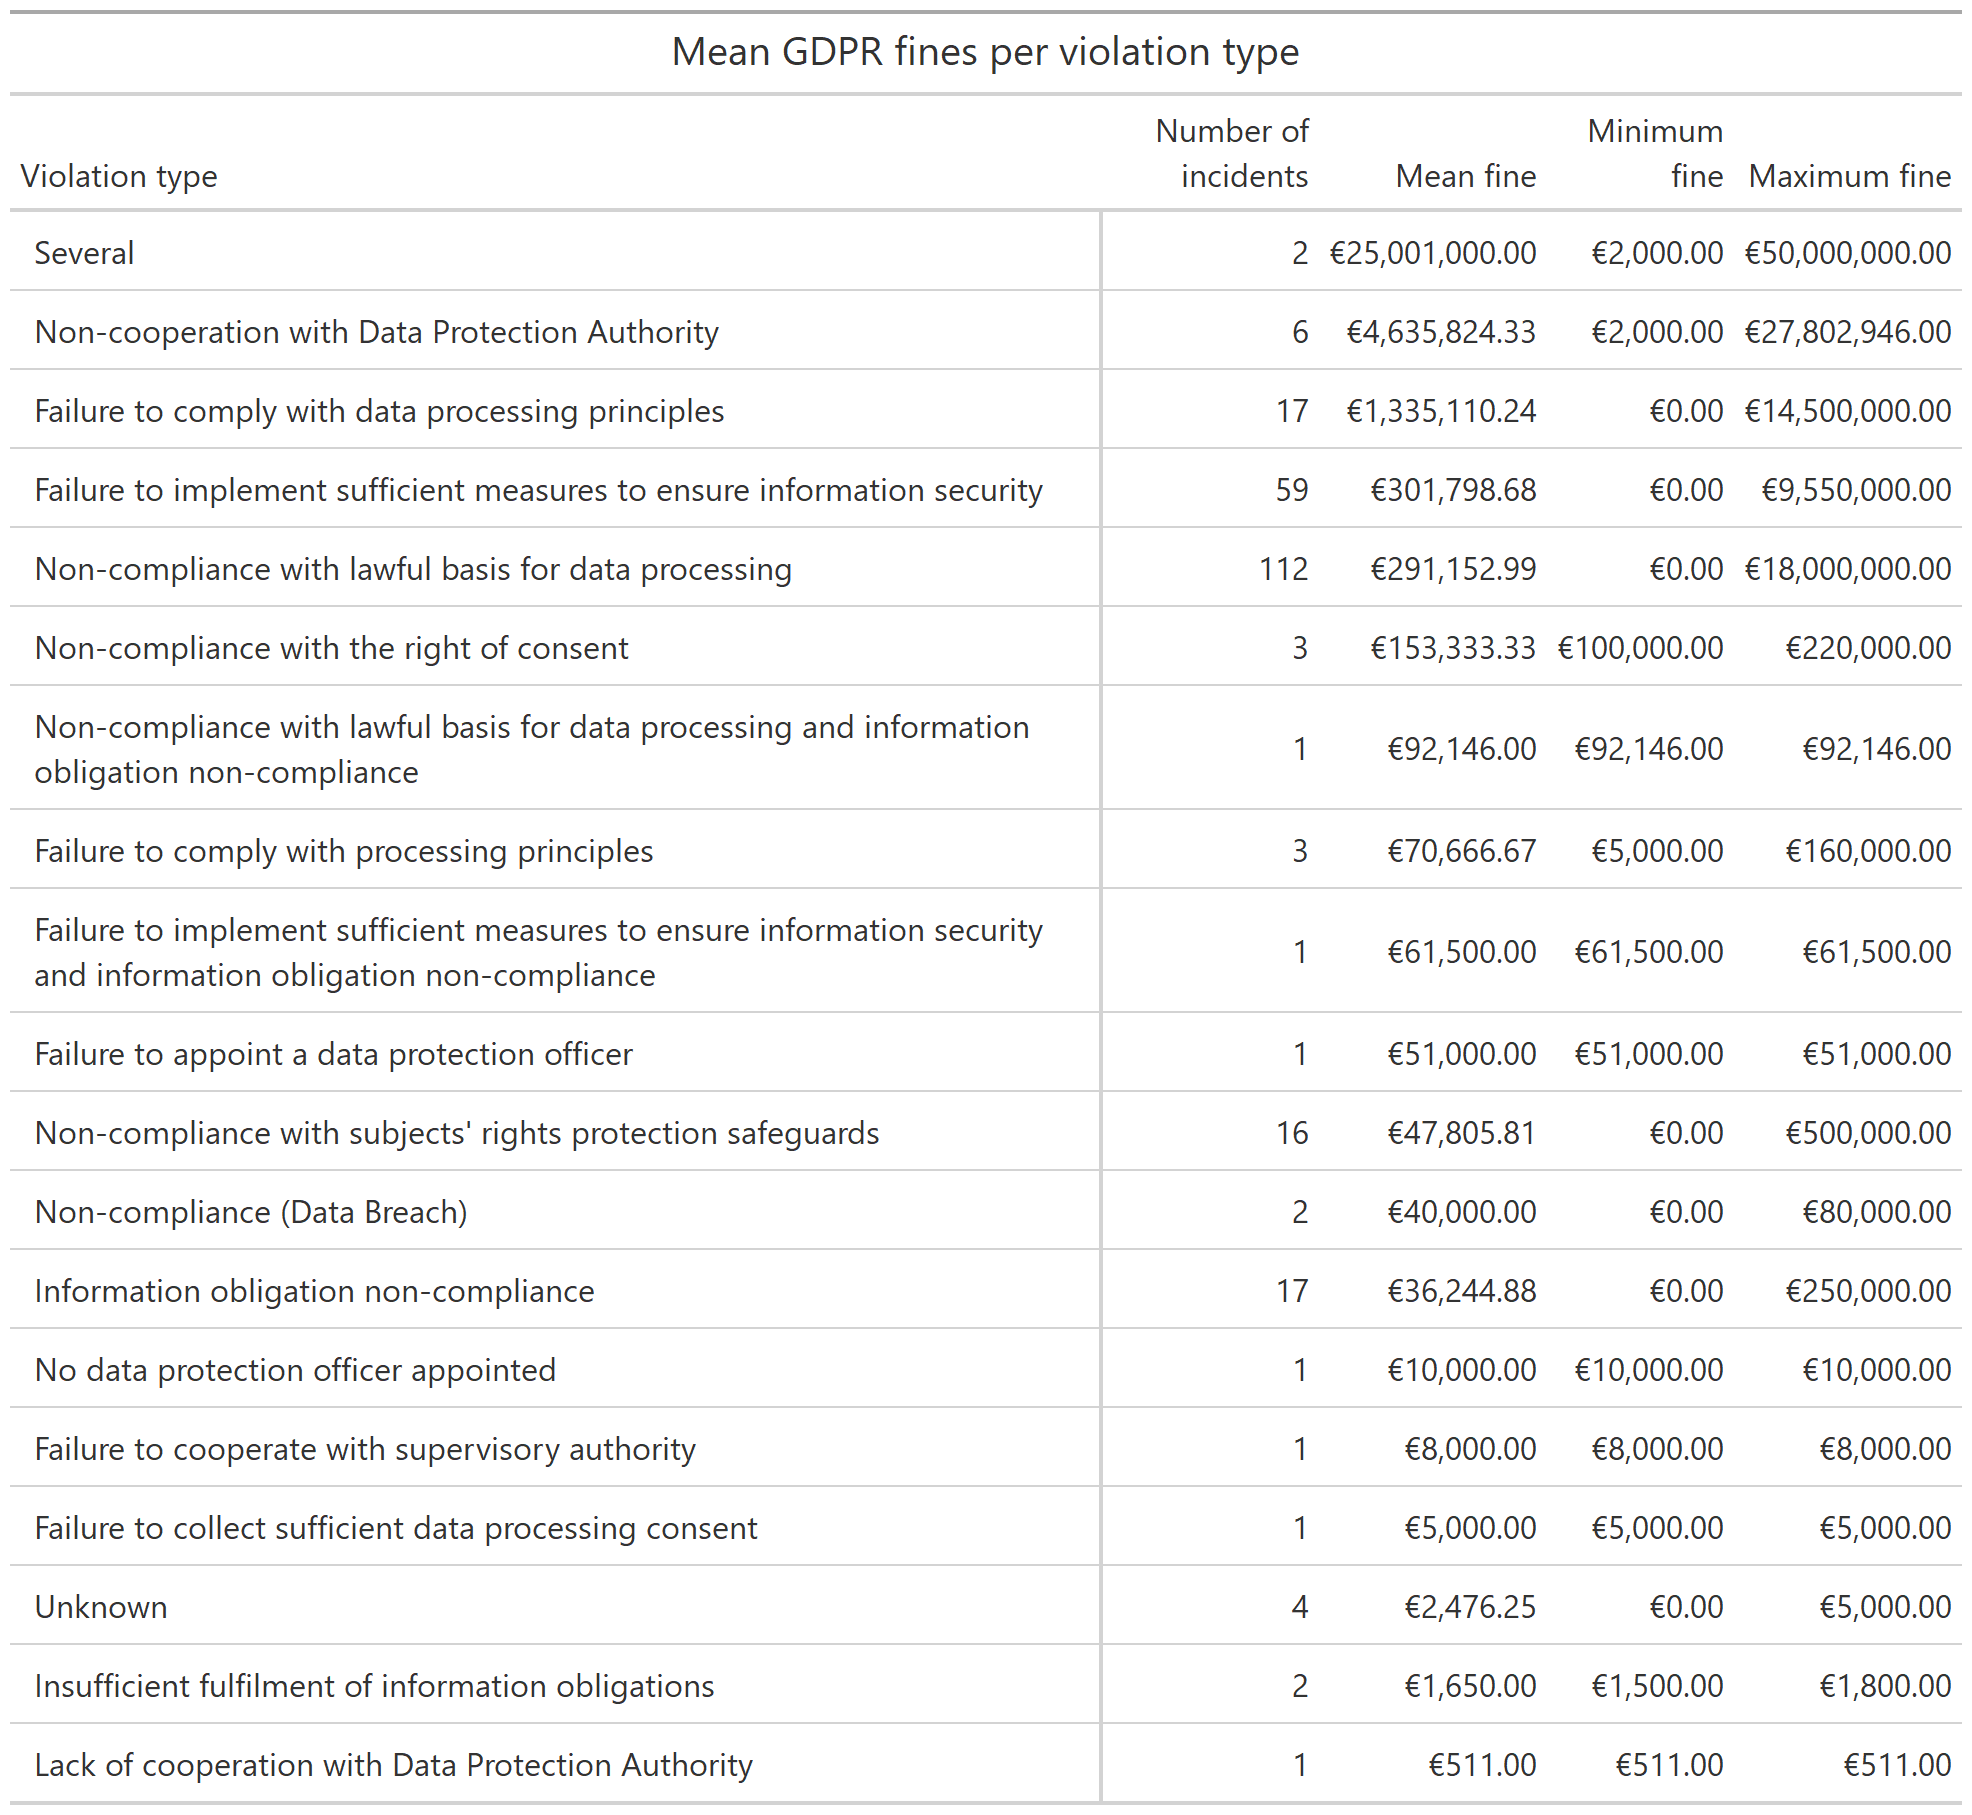 Mean GDPR fines per violation type
Violation type Number of incidents Mean fine Minimum fine Maximum fine
Several 2 €25,001,000.00 €2,000.00 €50,000,000.00
Non-cooperation with Data Protection Authority 6 €4,635,824.33 €2,000.00 €27,802,946.00
Failure to comply with data processing principles 17 €1,335,110.24 €0.00 €14,500,000.00
Failure to implement sufficient measures to ensure information security 59 €301,798.68 €0.00 €9,550,000.00
Non-compliance with lawful basis for data processing 112 €291,152.99 €0.00 €18,000,000.00
Non-compliance with the right of consent 3 €153,333.33 €100,000.00 €220,000.00
Non-compliance with lawful basis for data processing and information
obligation non-compliance 1 €92,146.00 €92,146.00 €92,146.00
Failure to comply with processing principles 3 €70,666.67 €5,000.00 €160,000.00
Failure to implement sufficient measures to ensure information security
and information obligation non-compliance 1 €61,500.00 €61,500.00 €61,500.00
Failure to appoint a data protection officer 1 €51,000.00 €51,000.00 €51,000.00
Non-compliance with subjects' rights protection safeguards 16 €47,805.81 €0.00 €500,000.00
Non-compliance (Data Breach) 2 €40,000.00 €0.00 €80,000.00
Information obligation non-compliance 17 €36,244.88 €0.00 €250,000.00
No data protection officer appointed 1 €10,000.00 €10,000.00 €10,000.00
Failure to cooperate with supervisory authority 1 €8,000.00 €8,000.00 €8,000.00
Failure to collect sufficient data processing consent 1 €5,000.00 €5,000.00 €5,000.00
Unknown 4 €2,476.25 €0.00 €5,000.00
Insufficient fulfilment of information obligations 2 €1,650.00 €1,500.00 €1,800.00
Lack of cooperation with Data Protection Authority 1 €511.00 €511.00 €511.00